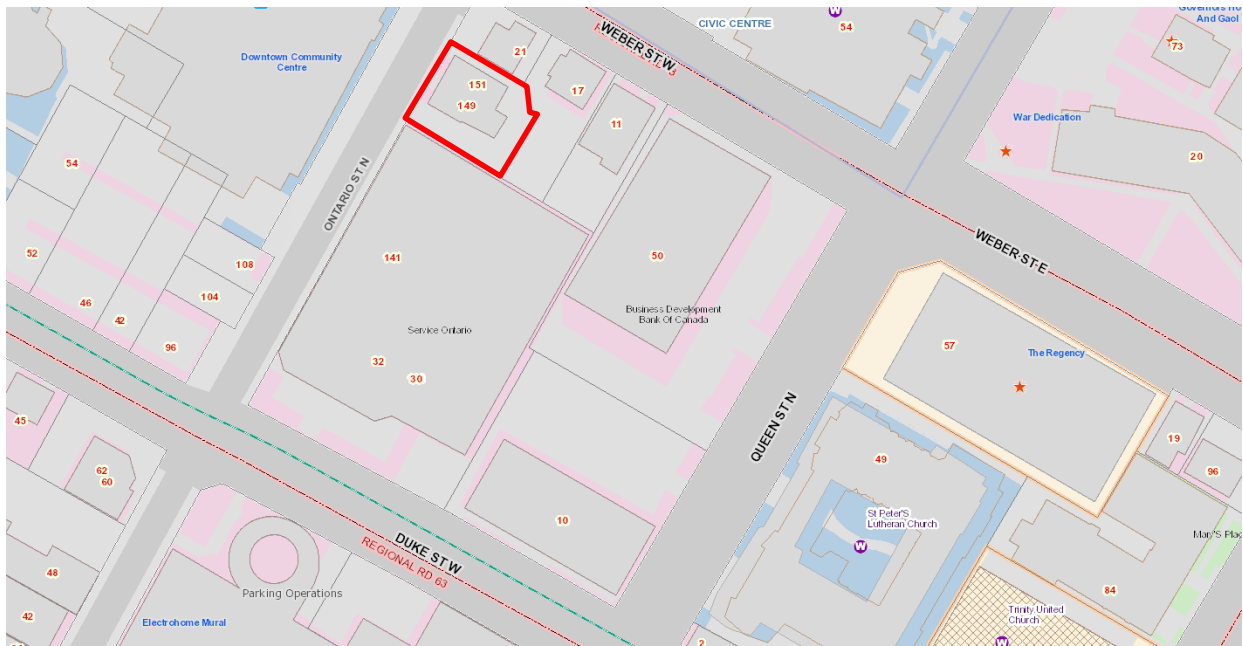 Governors Ho
And Gaol
CIVIC CENTRE
W
54
73
WEBER ST W
21
Downtown Community
Centre
151
149
17
11
War Dedication
20
54
ONTARIO ST N
WEBER ST E
52
108
104
46
42
96
141
50
Business Development
Bank Of Canada
Service Ontario
32
30
57
The Regency
45
QUEEN ST N
19
96
62
60
49
St Peter'S
Lutheran Church
W
10
DUKE ST W
REGIONAL RD 63
Mary'S Plac
48
Parking Operations
84
42
Electrohome Mural
Trinity United
Church
W
2